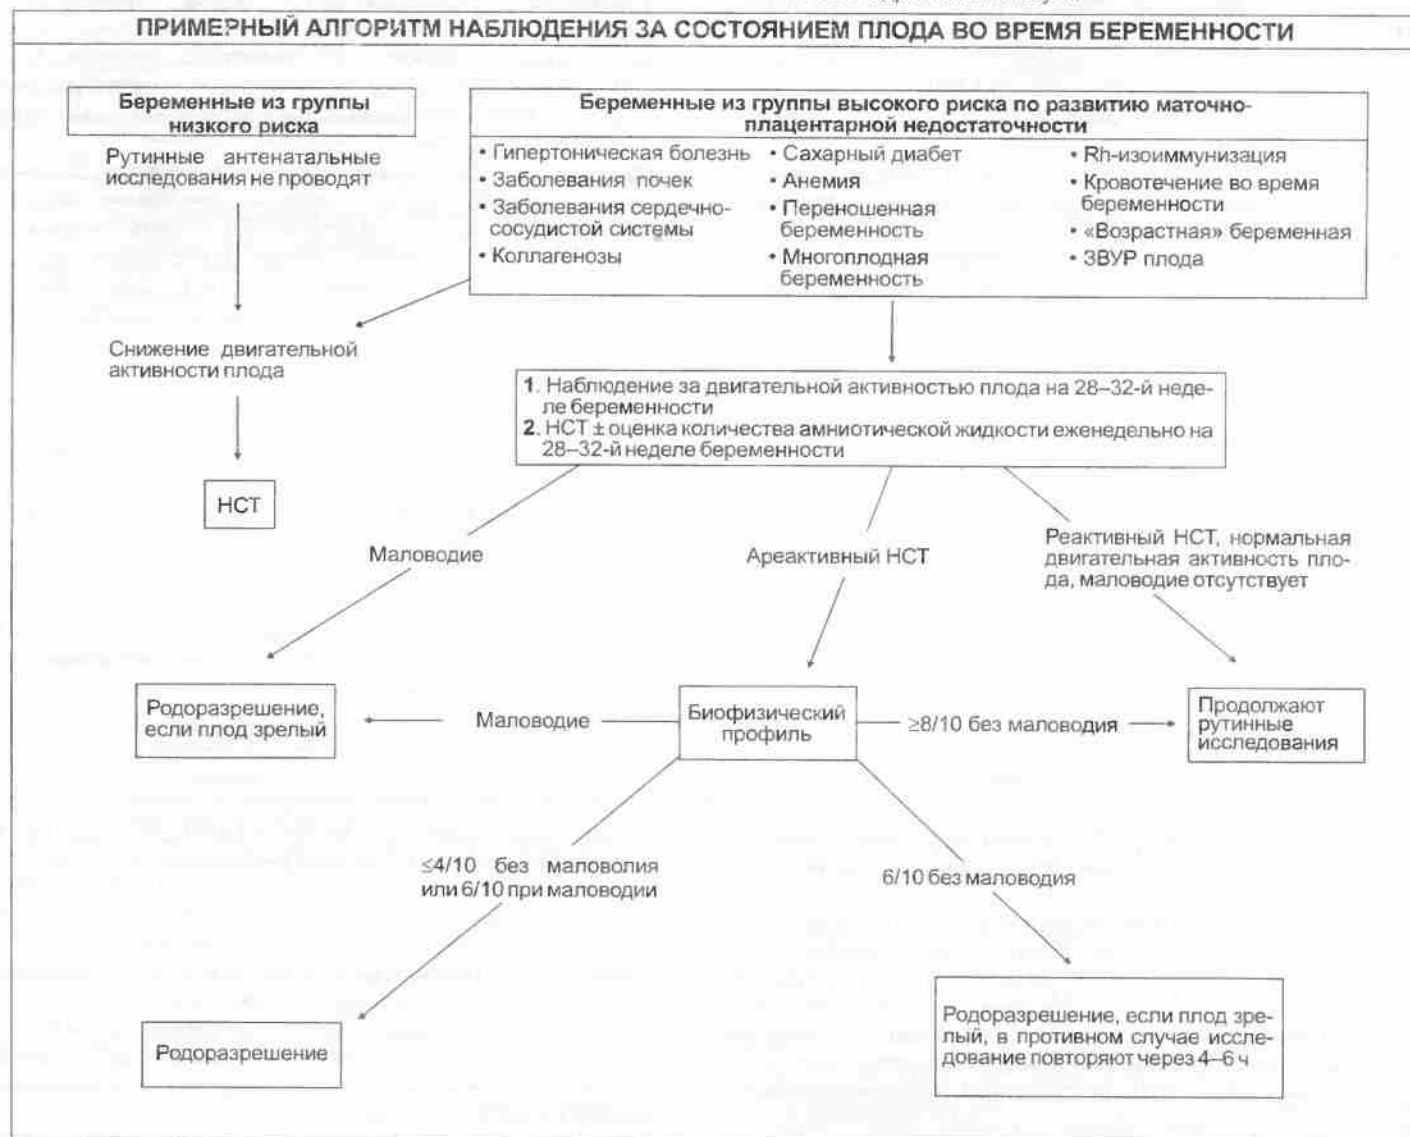 ПРИМЕРНЫЙ АЛГОРИТМ НАБЛЮДЕНИЯ ЗА СОСТОЯНИЕМ ПЛОДА ВО ВРЕМЯ БЕРЕМЕННОСТИ
Беременные из группы
низкого риска
Рутинные антенатальные
исследования не проводят
Беременные из группы высокого риска по развитию маточно-
плацентарной недостаточности
• Гипертоническая болезнь
• Заболевания почек
• Заболевания сердечно-
сосудистой системы
• Коллагенозы
• Сахарный диабет
• Анемия
• Переношенная
беременность
• Многоплодная
беременность
• Rh-изоиммунизация
• Кровотечение во время
беременности
• «Возрастная» беременная
• ЗВУР плода
Снижение двигательной
активности плода
НСТ
1. Наблюдение за двигательной активностью плода на 28–32-й неде-
ле беременности
2. НСТ ± оценка количества амниотической жидкости еженедельно на
28–32-й неделе беременности
Маловодие
Ареактивный НСТ
Реактивный НСТ, нормальная
двигательная активность пло-
да, маловодие отсутствует
Родоразрешение,
если плод зрелый
Маловодие
Биофизический
профиль
≥8/10 без маловодия
Продолжают
рутинные
исследования
≤4/10 без маловолия
или 6/10 при маловодии
6/10 без маловодия
Родоразрешение
Родоразрешение, если плод зре-
лый, в противном случае иссле-
дование повторяют через 4–6 ч